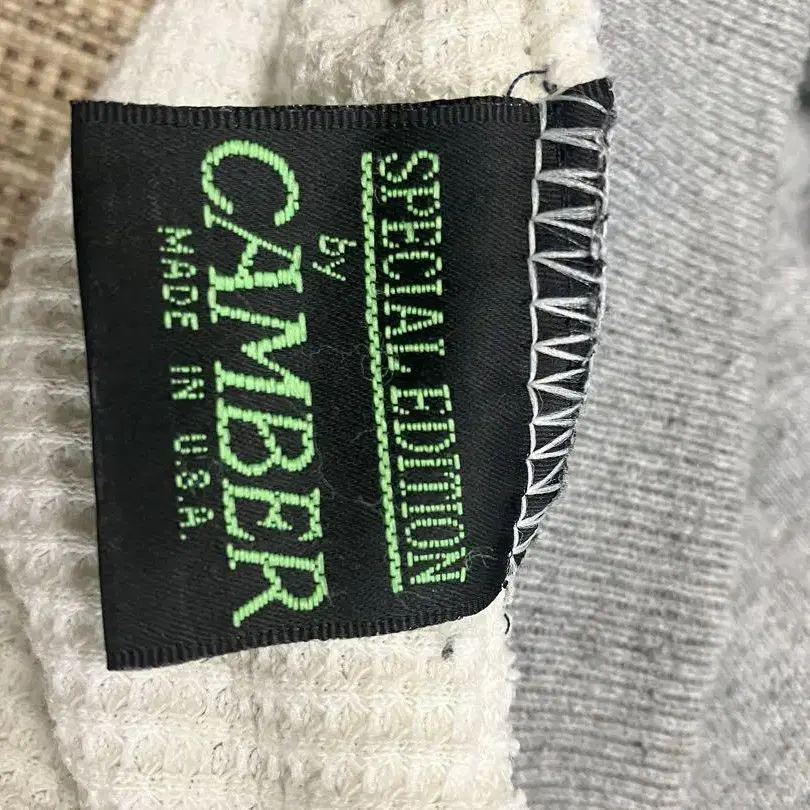 SPECIAL EDITION
by
CAMBER
MADE IN U.S.A.